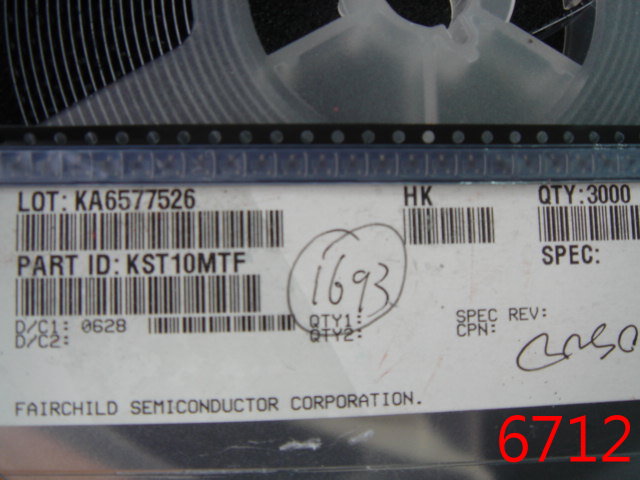 LOT: KA6577526 HK QTY:3000
PART ID: KST10MTF SPEC:
1693
D/C1: 0628 QTY1: SPEC REV:
D/C2: QTY2: CPN:
FAIRCHILD SEMICONDUCTOR CORPORATION.
6712